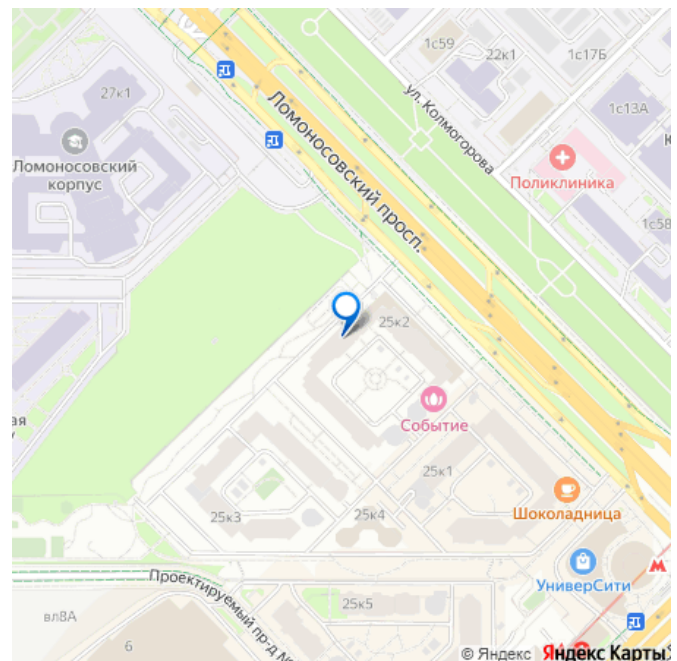 1с59
22к1
1с17Б
27к1
ул. Колмогорова
1с13А
Ломоносовский
корпус
Ломоносовский просп.
Поликлиника
1с58
25к2
Событие
25к1
Шоколадница
25к3
25к4
УниверСити
Проектируемый пр-д №
25к5
вл8А
6
© Яндекс Яндекс Карты